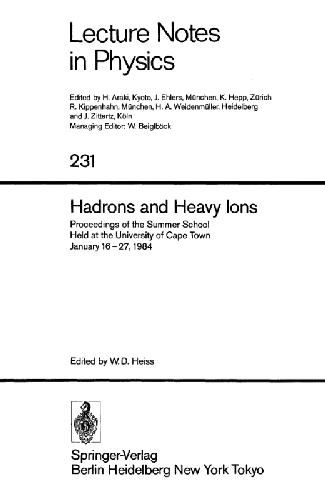 Lecture Notes
in Physics
Edited by H. Araki, Kyoto, J. Ehlers, München, K. Hepp, Zürich
R. Kippenhahn, München, H. A. Weidenmüller, Heidelberg
and J. Zittartz, Köln
Managing Editor: W. Beiglböck
231
Hadrons and Heavy Ions
Proceedings of the Summer School
Held at the University of Cape Town
January 16–27, 1984
Edited by W.D. Heiss
Springer-Verlag
Berlin Heidelberg New York Tokyo